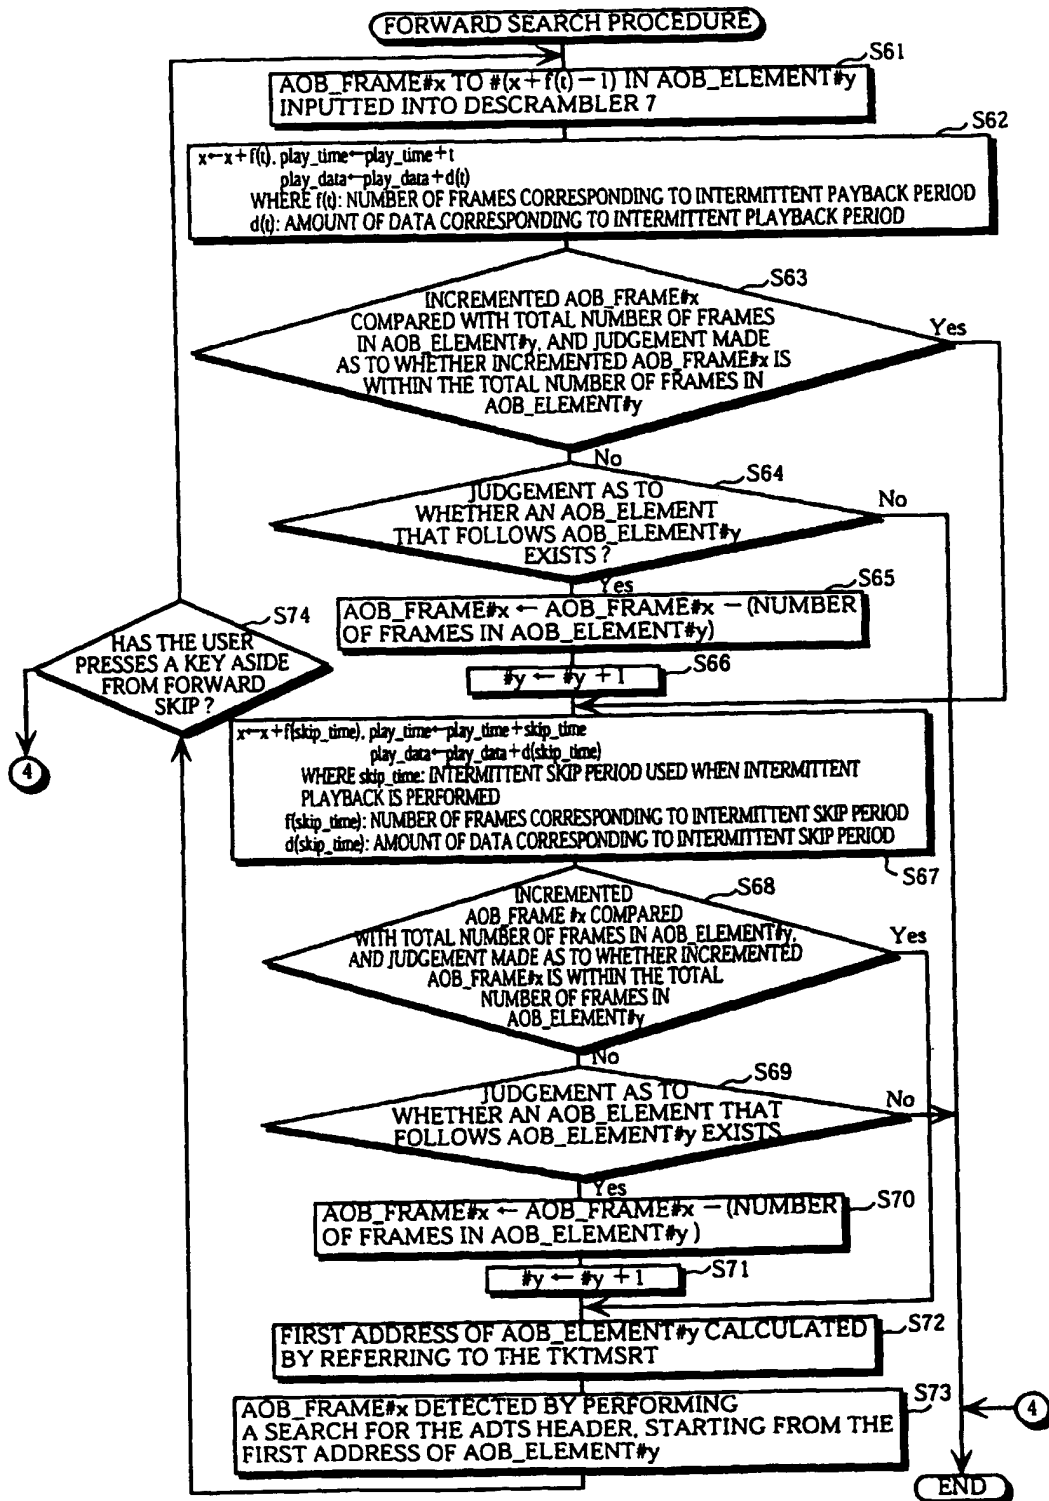 FORWARD SEARCH PROCEDURE
S61
AOB_FRAME#x TO #(x+f(t)-1) IN AOB_ELEMENT#y
INPUTTED INTO DESCRAMBLER 7
S62
x←x+f(t), play_time←play_time+t
play_data←play_data+d(t)
WHERE f(t): NUMBER OF FRAMES CORRESPONDING TO INTERMITTENT PAYBACK PERIOD
d(t): AMOUNT OF DATA CORRESPONDING TO INTERMITTENT PLAYBACK PERIOD
S63
INCREMENTED AOB_FRAME#x
COMPARED WITH TOTAL NUMBER OF FRAMES
IN AOB_ELEMENT#y, AND JUDGEMENT MADE
AS TO WHETHER INCREMENTED AOB_FRAME#x IS
WITHIN THE TOTAL NUMBER OF FRAMES IN
AOB_ELEMENT#y
Yes
No
S64
JUDGEMENT AS TO
WHETHER AN AOB_ELEMENT
THAT FOLLOWS AOB_ELEMENT#y
EXISTS ?
No
Yes
S65
AOB_FRAME#x ← AOB_FRAME#x - (NUMBER
OF FRAMES IN AOB_ELEMENT#y)
S66
#y ← #y + 1
S74
HAS THE USER
PRESSES A KEY ASIDE
FROM FORWARD
SKIP ?
4
x←x+f(skip_time), play_time←play_time+skip_time
play_data←play_data+d(skip_time)
WHERE skip_time: INTERMITTENT SKIP PERIOD USED WHEN INTERMITTENT
PLAYBACK IS PERFORMED
f(skip_time): NUMBER OF FRAMES CORRESPONDING TO INTERMITTENT SKIP PERIOD
d(skip_time): AMOUNT OF DATA CORRESPONDING TO INTERMITTENT SKIP PERIOD
S67
S68
INCREMENTED
AOB_FRAME #x COMPARED
WITH TOTAL NUMBER OF FRAMES IN AOB_ELEMENT#y,
AND JUDGEMENT MADE AS TO WHETHER INCREMENTED
AOB_FRAME#x IS WITHIN THE TOTAL
NUMBER OF FRAMES IN
AOB_ELEMENT#y
Yes
No
S69
JUDGEMENT AS TO
WHETHER AN AOB_ELEMENT THAT
FOLLOWS AOB_ELEMENT#y EXISTS
No
Yes
S70
AOB_FRAME#x ← AOB_FRAME#x - (NUMBER
OF FRAMES IN AOB_ELEMENT#y )
S71
#y ← #y + 1
S72
FIRST ADDRESS OF AOB_ELEMENT#y CALCULATED
BY REFERRING TO THE TKTMSRT
S73
AOB_FRAME#x DETECTED BY PERFORMING
A SEARCH FOR THE ADTS HEADER, STARTING FROM THE
FIRST ADDRESS OF AOB_ELEMENT#y
4
END